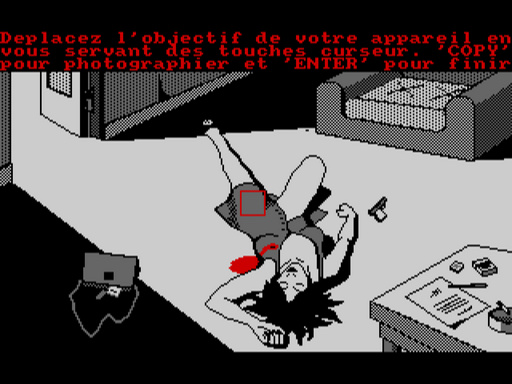 Deplacez l'objectif de votre appareil en
vous servant des touches curseur. 'COPY'
pour photographier et 'ENTER' pour finir